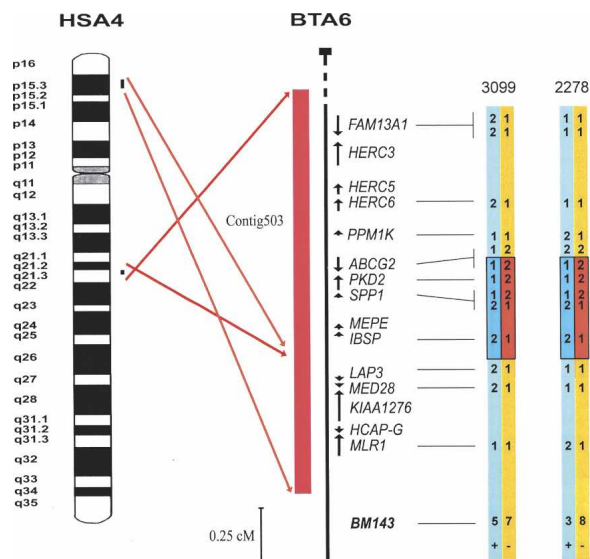 HSA4
BTA6
p16
p15.3
p15.2
p15.1
p14
p13
p12
p11
q11
q12
q13.1
q13.2
q13.3
q21.1
q21.2
q21.3
q22
q23
q24
q25
q26
q27
q28
q31.1
q31.2
q31.3
q32
q33
q34
q35
Contig503
0.25 cM
3099 2278
FAM13A1 2 1 1 1
2 1 1 1
HERC3
HERC5
HERC6 2 1 1 1
PPM1K 1 1 2 1
1 2 1 2
ABCG2 1 2 1 2
PKD2 1 2 1 2
SPP1 1 2 1 2
2 1 2 1
MEPE
IBSP 2 1 2 1
LAP3 2 1 1 1
MED28 2 1 1 1
KIAA1276
HCAP-G
MLR1 1 1 2 1
BM143 5 7 3 8
+ - + -